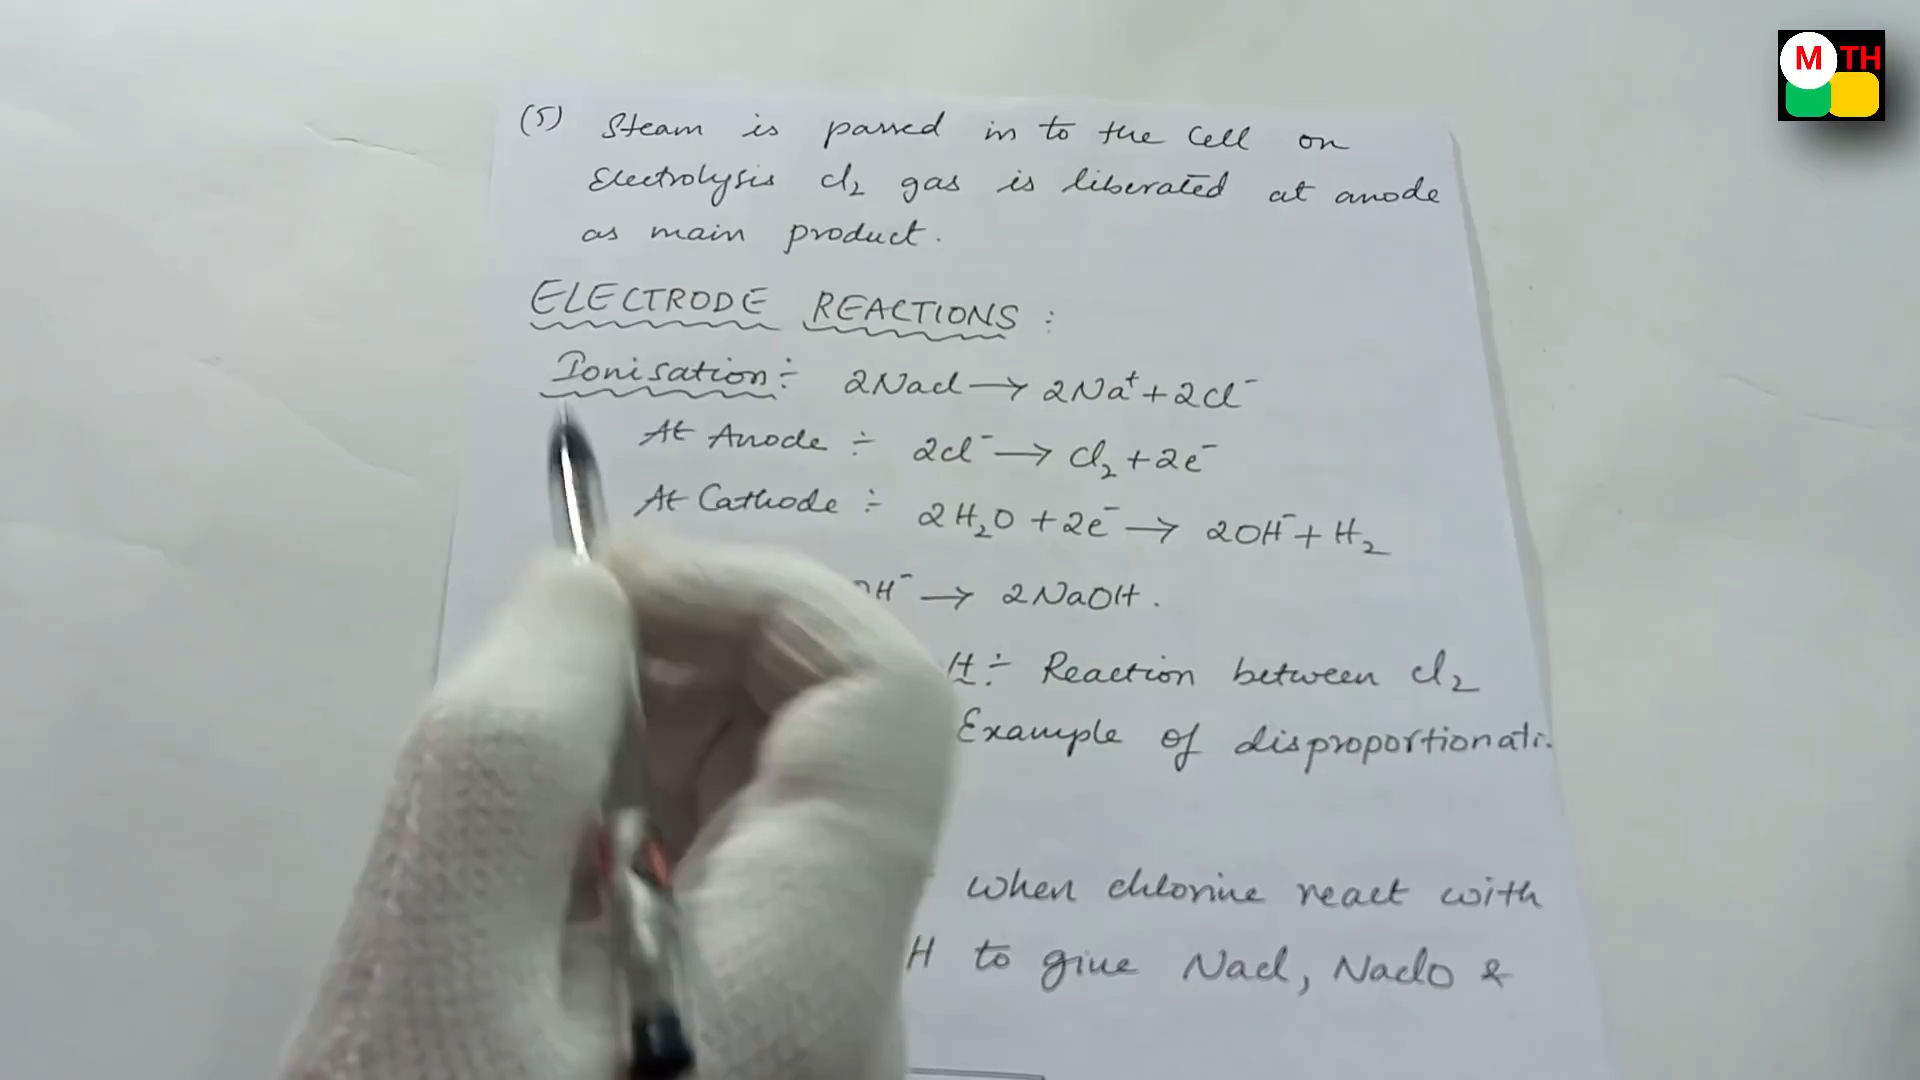 M TH
(5) Steam is passed in to the Cell on
Electrolysis Cl₂ gas is liberated at anode
as main product.
ELECTRODE REACTIONS :
Ionisation :- 2NaCl → 2Na⁺ + 2Cl⁻
At Anode :- 2Cl⁻ → Cl₂ + 2e⁻
At Cathode :- 2H₂O + 2e⁻ → 2OH⁻ + H₂
OH⁻ → 2NaOH.
:- Reaction between Cl₂
Example of disproportionati
when chlorine react with
H to give NaCl, NaClO &